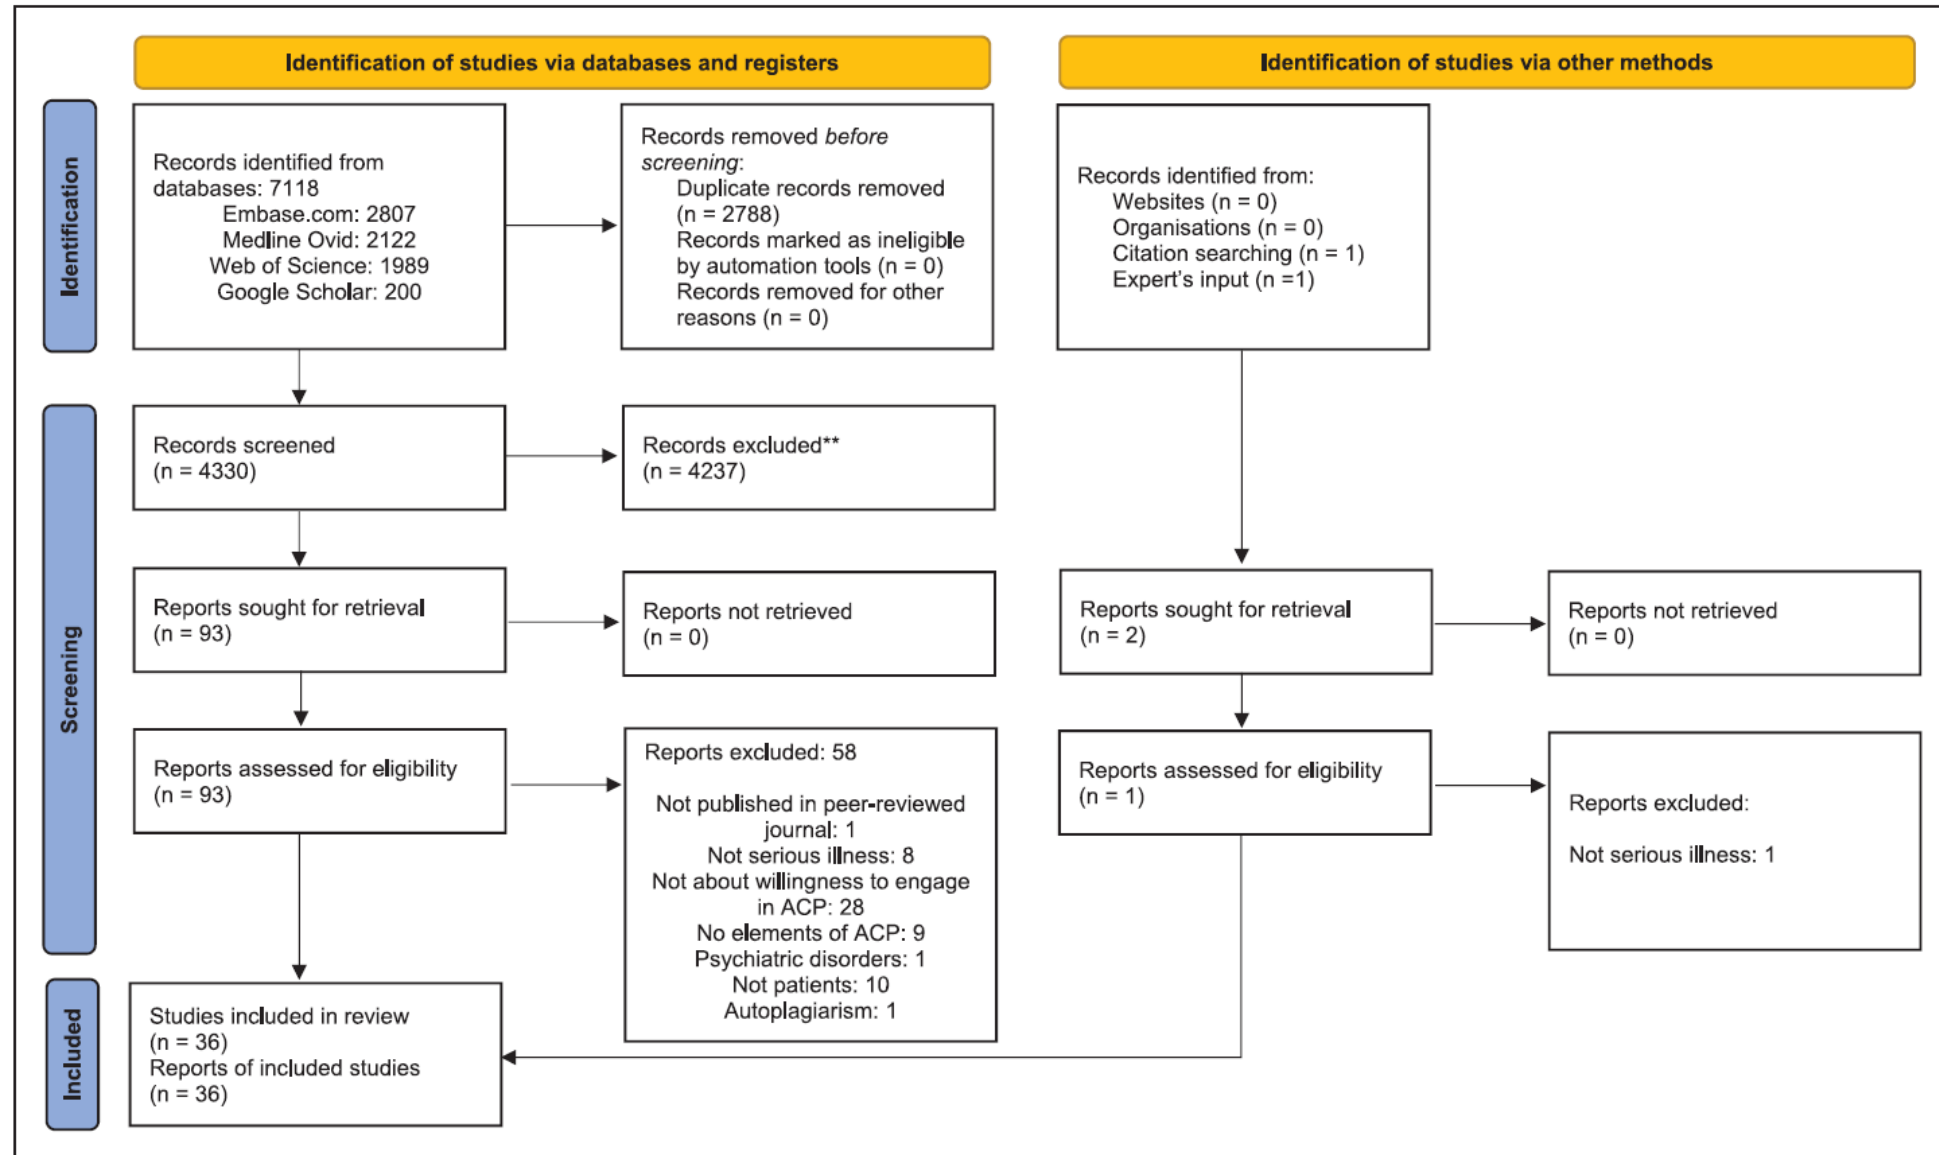 Identification of studies via databases and registers
Identification of studies via other methods
Identification
Records identified from
databases: 7118
Embase.com: 2807
Medline Ovid: 2122
Web of Science: 1989
Google Scholar: 200
Records removed before
screening:
Duplicate records removed
(n = 2788)
Records marked as ineligible
by automation tools (n = 0)
Records removed for other
reasons (n = 0)
Records identified from:
Websites (n = 0)
Organisations (n = 0)
Citation searching (n = 1)
Expert's input (n =1)
Screening
Records screened
(n = 4330)
Records excluded**
(n = 4237)
Reports sought for retrieval
(n = 93)
Reports not retrieved
(n = 0)
Reports sought for retrieval
(n = 2)
Reports not retrieved
(n = 0)
Reports assessed for eligibility
(n = 93)
Reports excluded: 58
Not published in peer-reviewed
journal: 1
Not serious illness: 8
Not about willingness to engage
in ACP: 28
No elements of ACP: 9
Psychiatric disorders: 1
Not patients: 10
Autoplagiarism: 1
Reports assessed for eligibility
(n = 1)
Reports excluded:
Not serious illness: 1
Included
Studies included in review
(n = 36)
Reports of included studies
(n = 36)